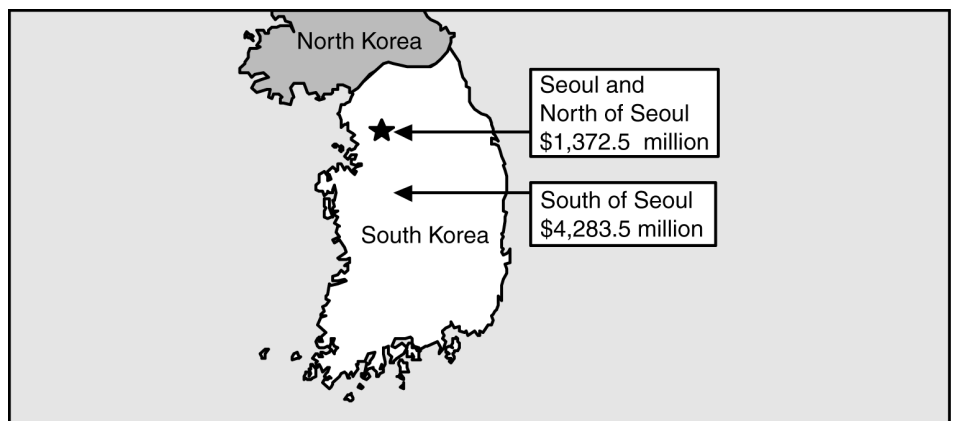 North Korea
Seoul and
North of Seoul
$1,372.5 million
South of Seoul
$4,283.5 million
South Korea